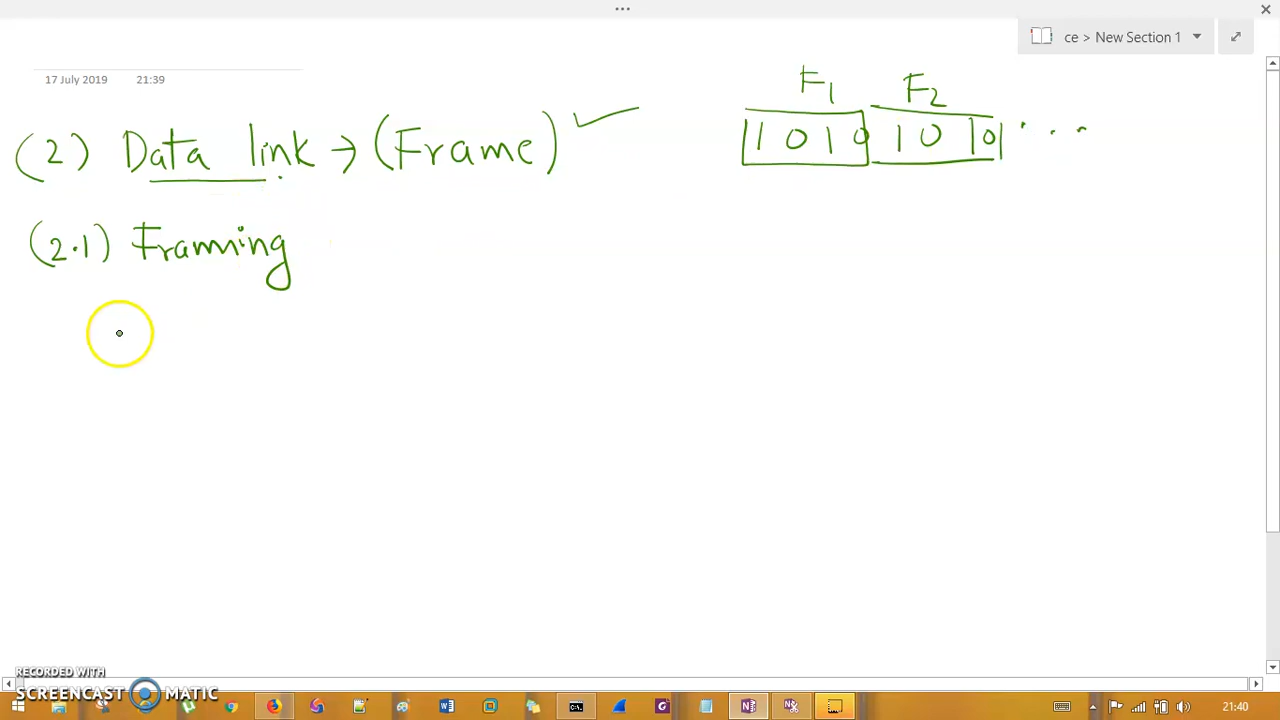 ce > New Section 1
17 July 2019 21:39
F1 F2
(2) Data link → (Frame) ✓
1 0 1 0 1 0 1 0 . . .
(2.1) Framing
RECORDED WITH
SCREENCAST MATIC
21:40